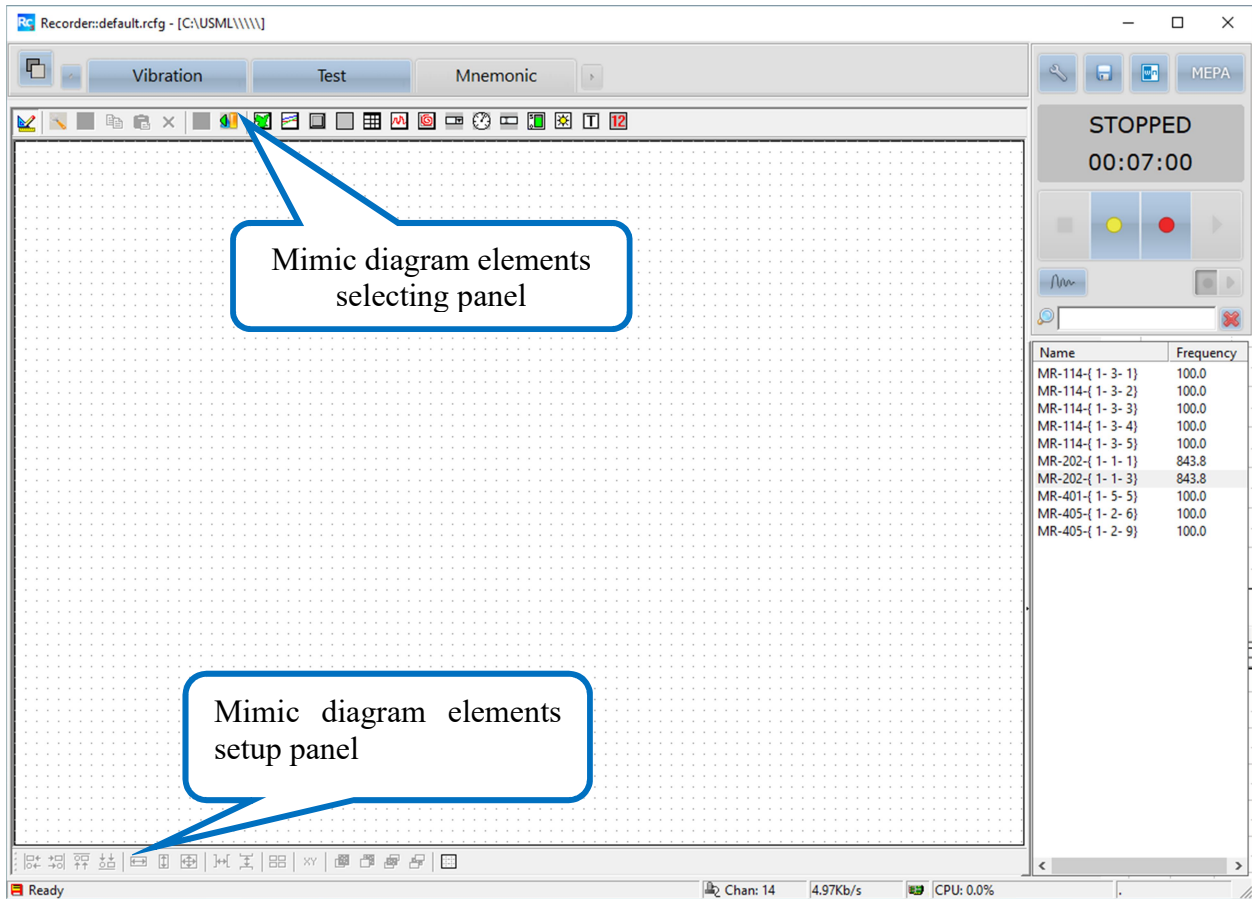 Rc Recorder::default.rcfg - [C:\USML\\\\\]
Vibration
Test
Mnemonic
MEPA
STOPPED
00:07:00
T
12
Mimic diagram elements
selecting panel
Name Frequency
MR-114-{ 1- 3- 1} 100.0
MR-114-{ 1- 3- 2} 100.0
MR-114-{ 1- 3- 3} 100.0
MR-114-{ 1- 3- 4} 100.0
MR-114-{ 1- 3- 5} 100.0
MR-202-{ 1- 1- 1} 843.8
MR-202-{ 1- 1- 3} 843.8
MR-401-{ 1- 5- 5} 100.0
MR-405-{ 1- 2- 6} 100.0
MR-405-{ 1- 2- 9} 100.0
Mimic diagram elements
setup panel
XY
Ready
Chan: 14
4.97Kb/s
CPU: 0.0%
.